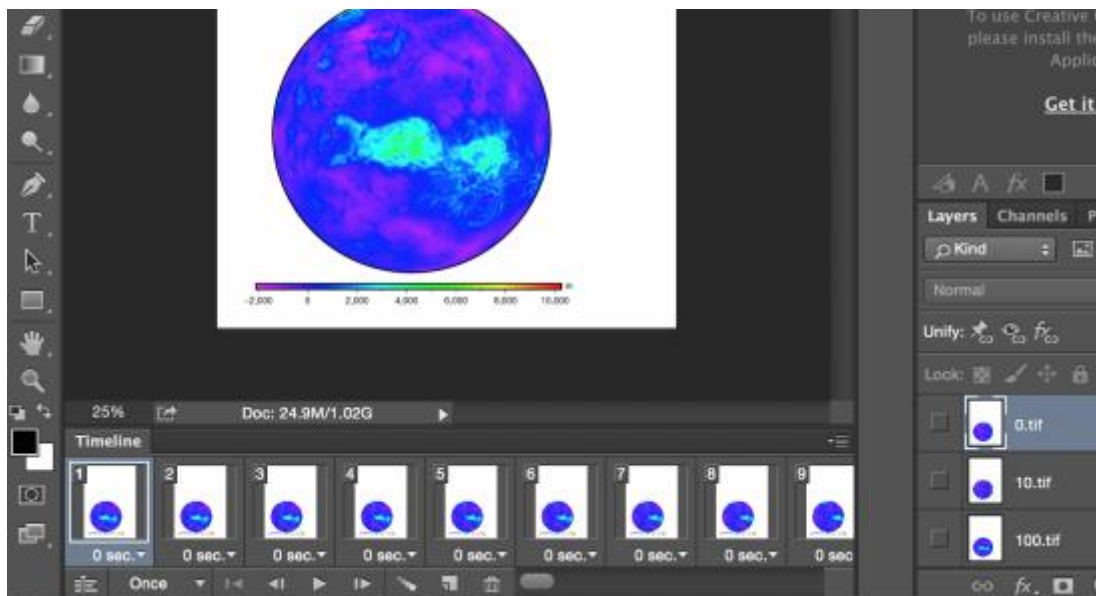 To use Creative
please install the
Applic
Get it
-2,000 0 2,000 4,000 6,000 8,000 10,000
Layers Channels P
Kind
Normal
Unify:
Lock:
25% Doc: 24.9M/1.02G
Timeline
1 2 3 4 5 6 7 8 9
0 sec. 0 sec. 0 sec. 0 sec. 0 sec. 0 sec. 0 sec. 0 sec. 0 sec
Once
0.tif
10.tif
100.tif